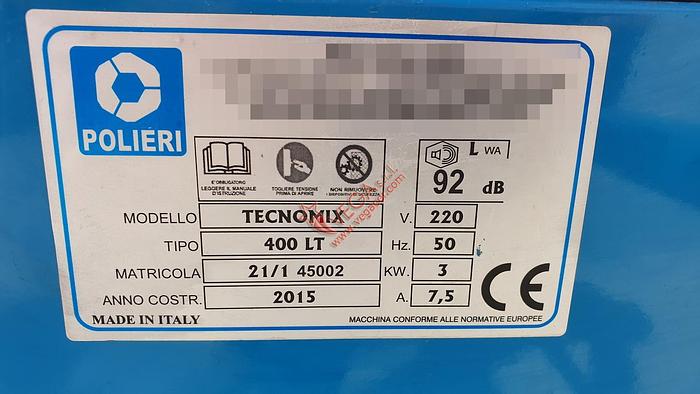 POLIÉRI
È OBBLIGATORIO
LEGGERE IL MANUALE
D'ISTRUZIONE
TOGLIERE TENSIONE
PRIMA DI APRIRE
NON RIMUOVERE
I DISPOSITIVI DI SICUREZZA
L WA
92 dB
MODELLO TECNOMIX V. 220
TIPO 400 LT Hz. 50
MATRICOLA 21/1 45002 KW. 3
ANNO COSTR. 2015 A. 7,5
CE
MADE IN ITALY
MACCHINA CONFORME ALLE NORMATIVE EUROPEE
VEGA s.r.l.